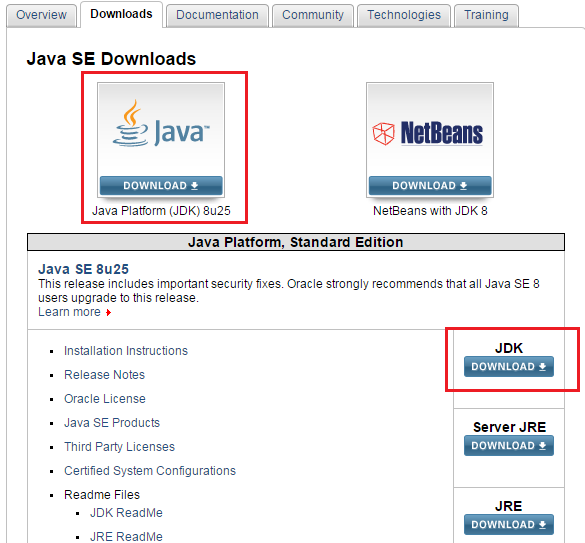 Overview
Downloads
Documentation
Community
Technologies
Training
Java SE Downloads
Java™
NetBeans
DOWNLOAD
DOWNLOAD
Java Platform (JDK) 8u25
NetBeans with JDK 8
Java Platform, Standard Edition
Java SE 8u25
This release includes important security fixes. Oracle strongly recommends that all Java SE 8
users upgrade to this release.
Learn more
Installation Instructions
Release Notes
Oracle License
Java SE Products
Third Party Licenses
Certified System Configurations
Readme Files
JDK ReadMe
JRE ReadMe
JDK
DOWNLOAD
Server JRE
DOWNLOAD
JRE
DOWNLOAD